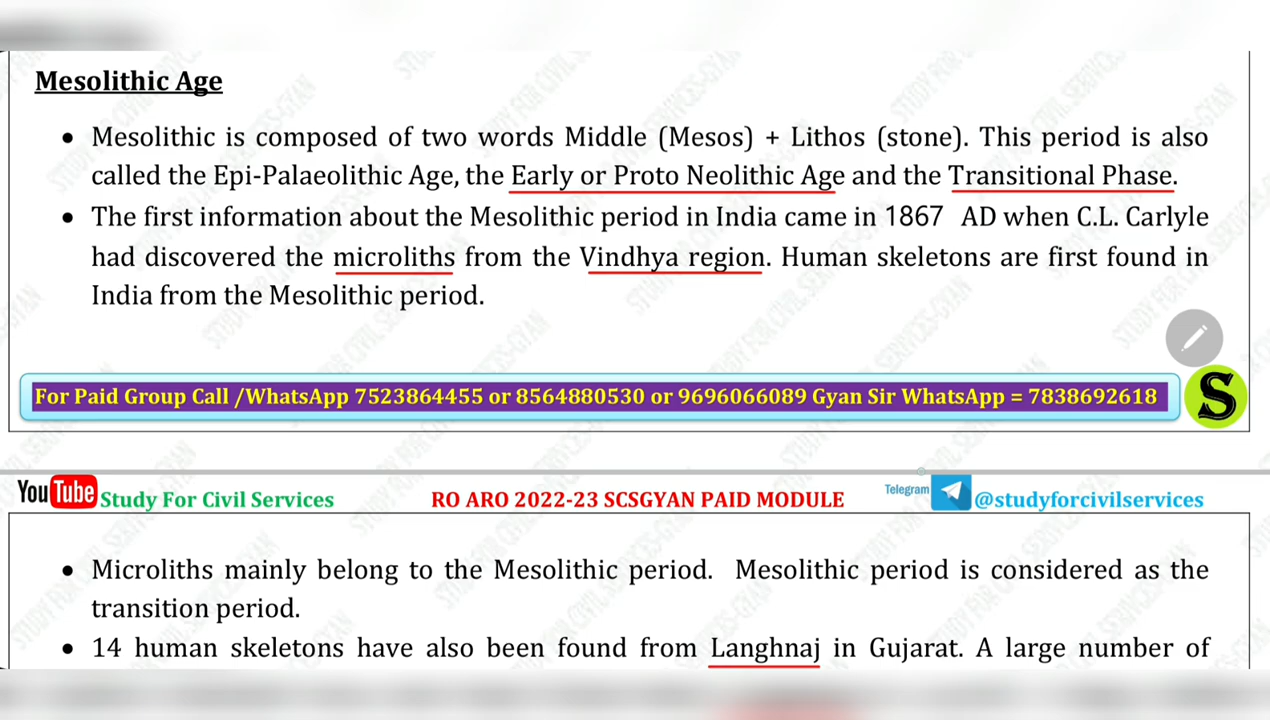 Mesolithic Age
• Mesolithic is composed of two words Middle (Mesos) + Lithos (stone). This period is also
called the Epi-Palaeolithic Age, the Early or Proto Neolithic Age and the Transitional Phase.
• The first information about the Mesolithic period in India came in 1867 AD when C.L. Carlyle
had discovered the microliths from the Vindhya region. Human skeletons are first found in
India from the Mesolithic period.
For Paid Group Call /WhatsApp 7523864455 or 8564880530 or 9696066089 Gyan Sir WhatsApp = 7838692618
S
YouTube Study For Civil Services RO ARO 2022-23 SCSGYAN PAID MODULE Telegram @studyforcivilservices
• Microliths mainly belong to the Mesolithic period. Mesolithic period is considered as the
transition period.
• 14 human skeletons have also been found from Langhnaj in Gujarat. A large number of